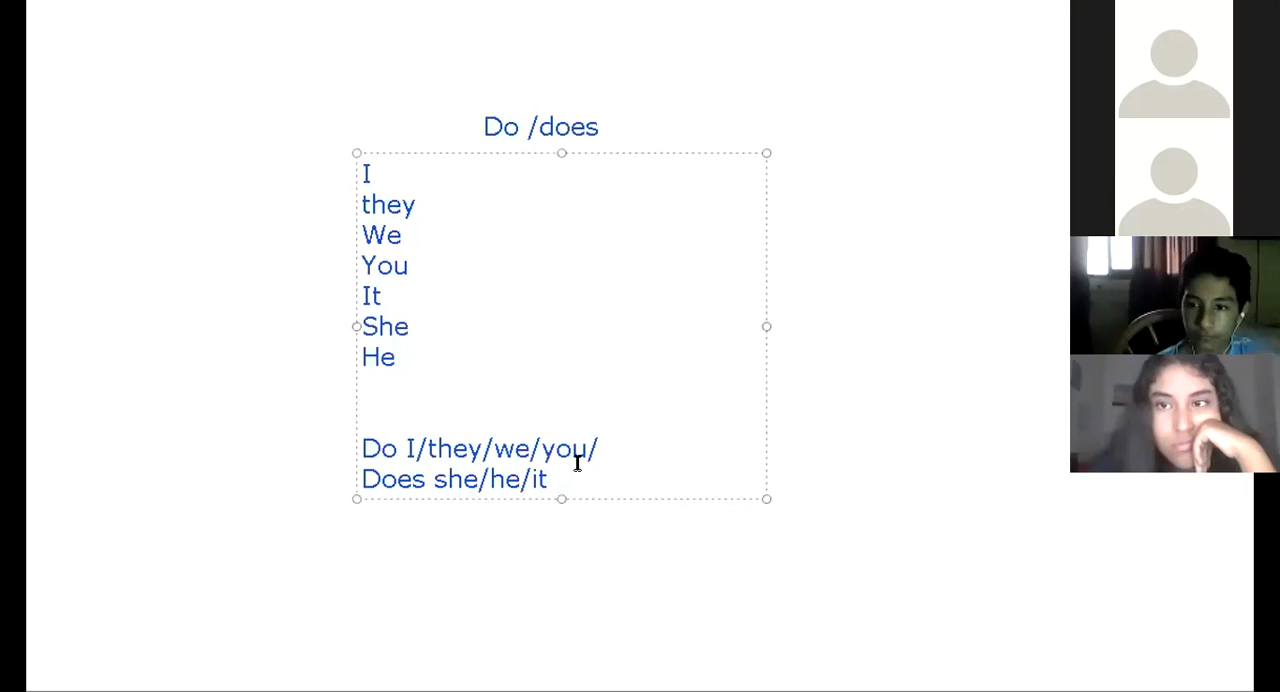 Do /does
I
they
We
You
It
She
He
Do I/they/we/you/
Does she/he/it